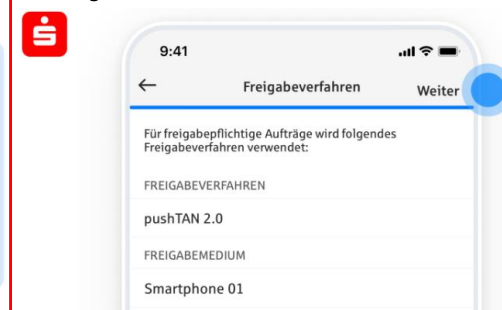 9:41
Freigabeverfahren
Weiter
Für freigabepflichtige Aufträge wird folgendes
Freigabeverfahren verwendet:
FREIGABEVERFAHREN
pushTAN 2.0
FREIGABEMEDIUM
Smartphone 01